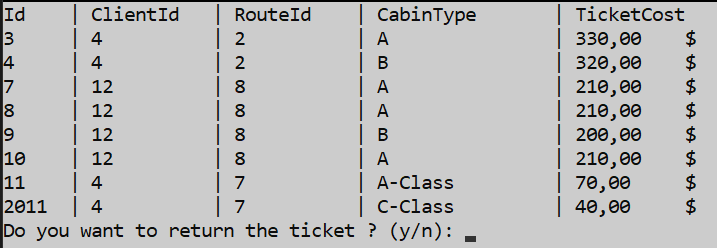 Id | ClientId | RouteId | CabinType | TicketCost
3 | 4 | 2 | A | 330,00 $
4 | 4 | 2 | B | 320,00 $
7 | 12 | 8 | A | 210,00 $
8 | 12 | 8 | A | 210,00 $
9 | 12 | 8 | B | 200,00 $
10 | 12 | 8 | A | 210,00 $
11 | 4 | 7 | A-Class | 70,00 $
2011 | 4 | 7 | C-Class | 40,00 $
Do you want to return the ticket ? (y/n): _